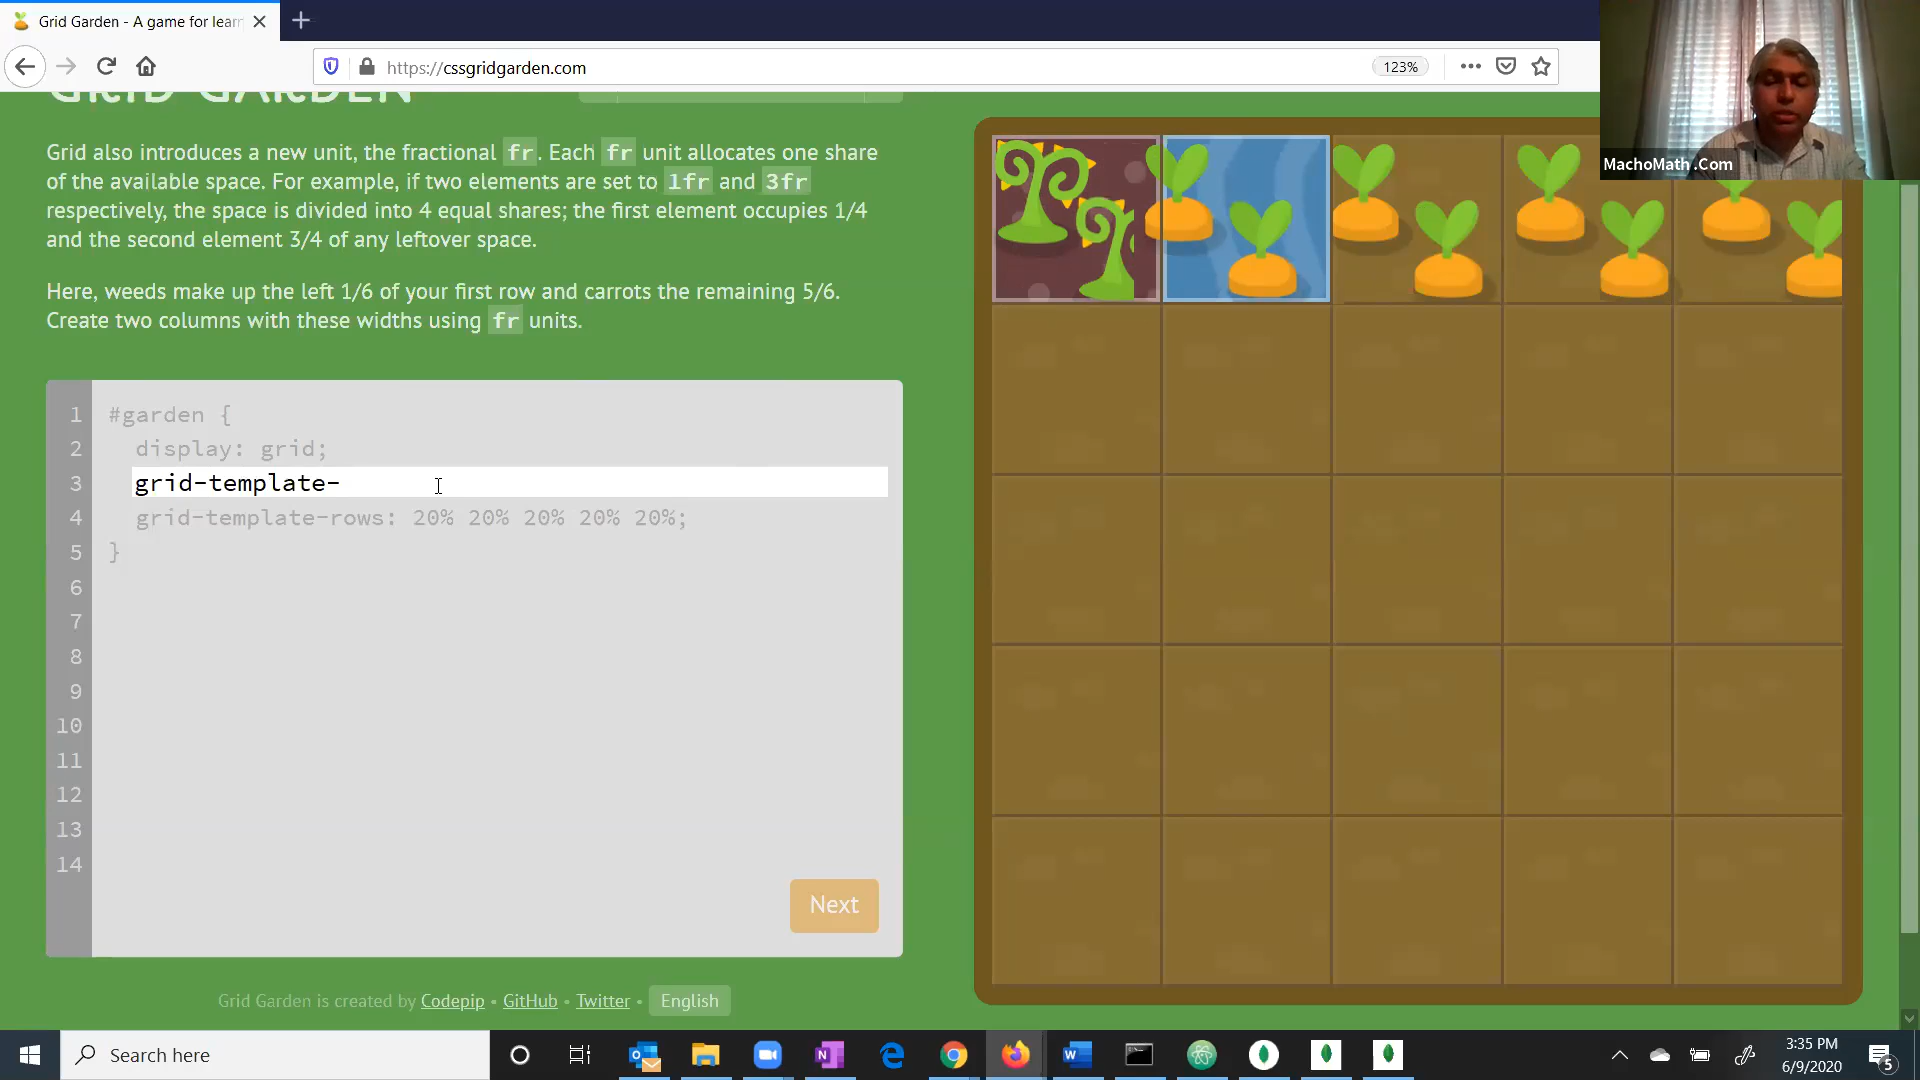 Grid Garden - A game for lear
https://cssgridgarden.com
123%
MachoMath .Com
GRID GARDEN
Grid also introduces a new unit, the fractional fr. Each fr unit allocates one share
of the available space. For example, if two elements are set to 1fr and 3fr
respectively, the space is divided into 4 equal shares; the first element occupies 1/4
and the second element 3/4 of any leftover space.
Here, weeds make up the left 1/6 of your first row and carrots the remaining 5/6.
Create two columns with these widths using fr units.
1 #garden {
2 display: grid;
3 grid-template-
4 grid-template-rows: 20% 20% 20% 20% 20%;
5 }
6
7
8
9
10
11
12
13
14
Next
Grid Garden is created by Codepip • GitHub • Twitter • English
Search here
3:35 PM
6/9/2020
5